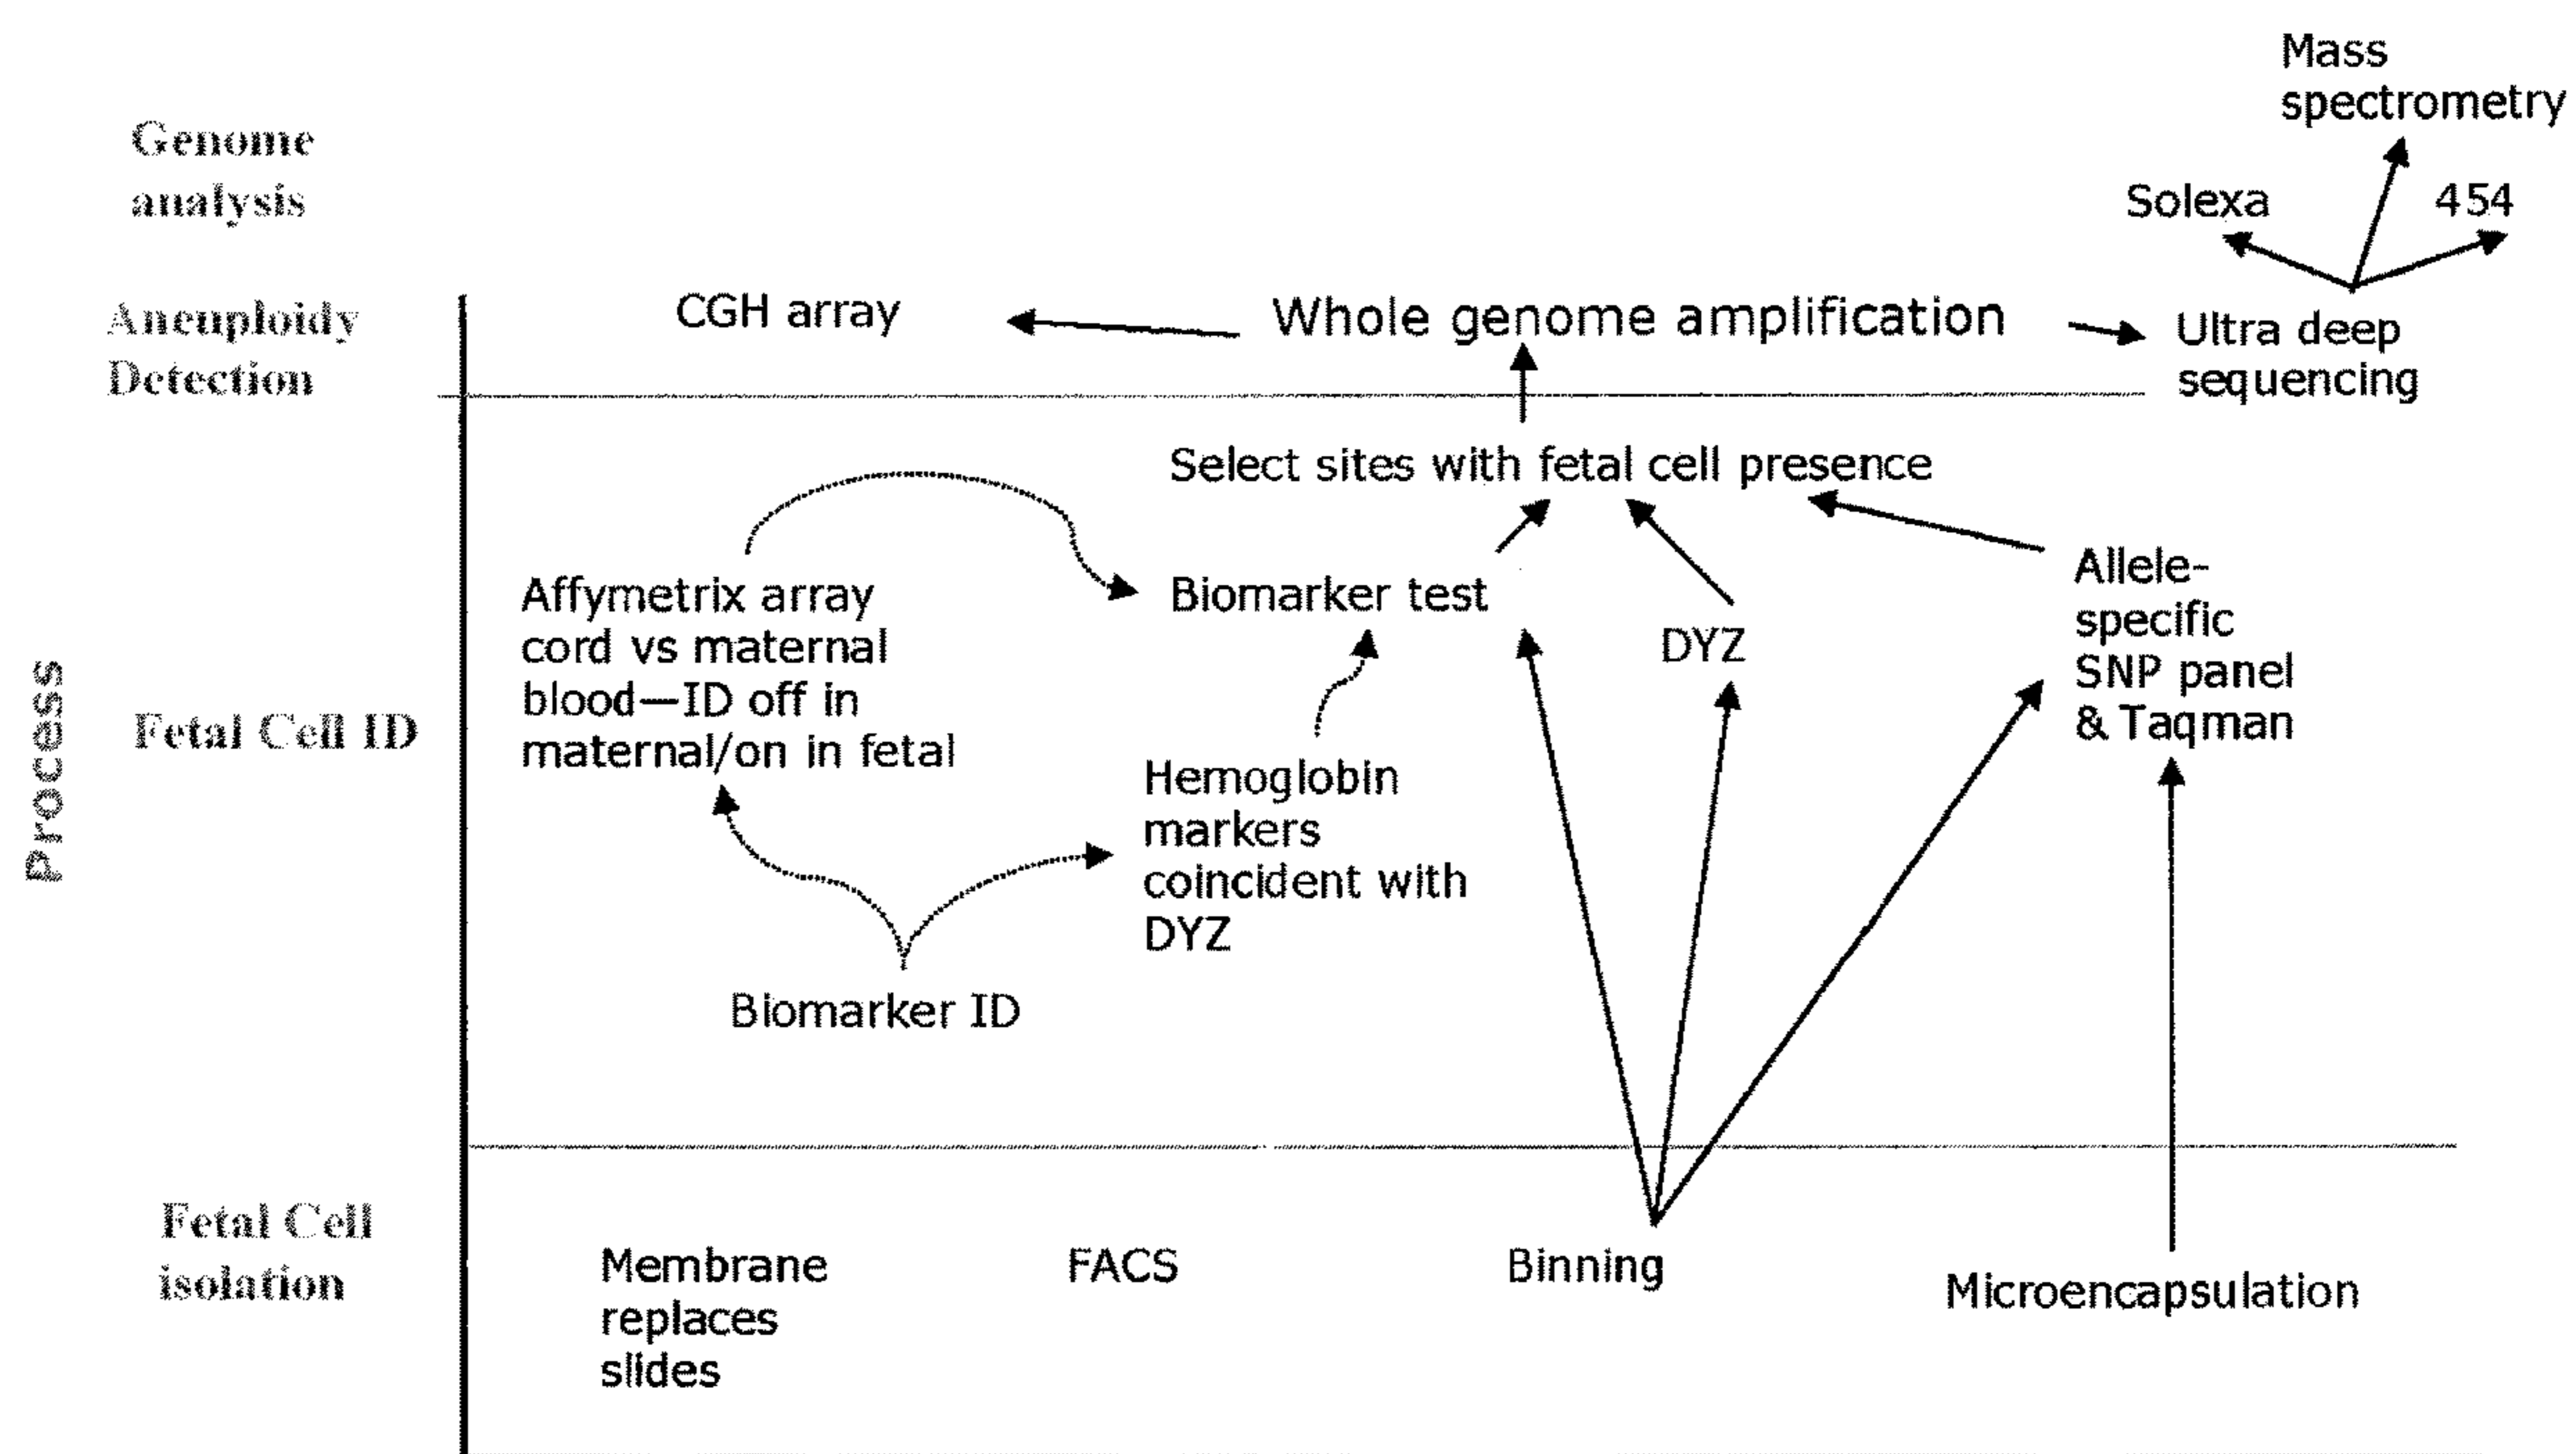 Mass
spectrometry
Genome
analysis
Solexa
454
Aneuploidy
Detection
CGH array
Whole genome amplification
Ultra deep
sequencing
Select sites with fetal cell presence
Process
Fetal Cell ID
Affymetrix array
cord vs maternal
blood—ID off in
maternal/on in fetal
Biomarker test
DYZ
Allele-
specific
SNP panel
& Taqman
Hemoglobin
markers
coincident with
DYZ
Biomarker ID
Fetal Cell
isolation
Membrane
replaces
slides
FACS
Binning
Microencapsulation